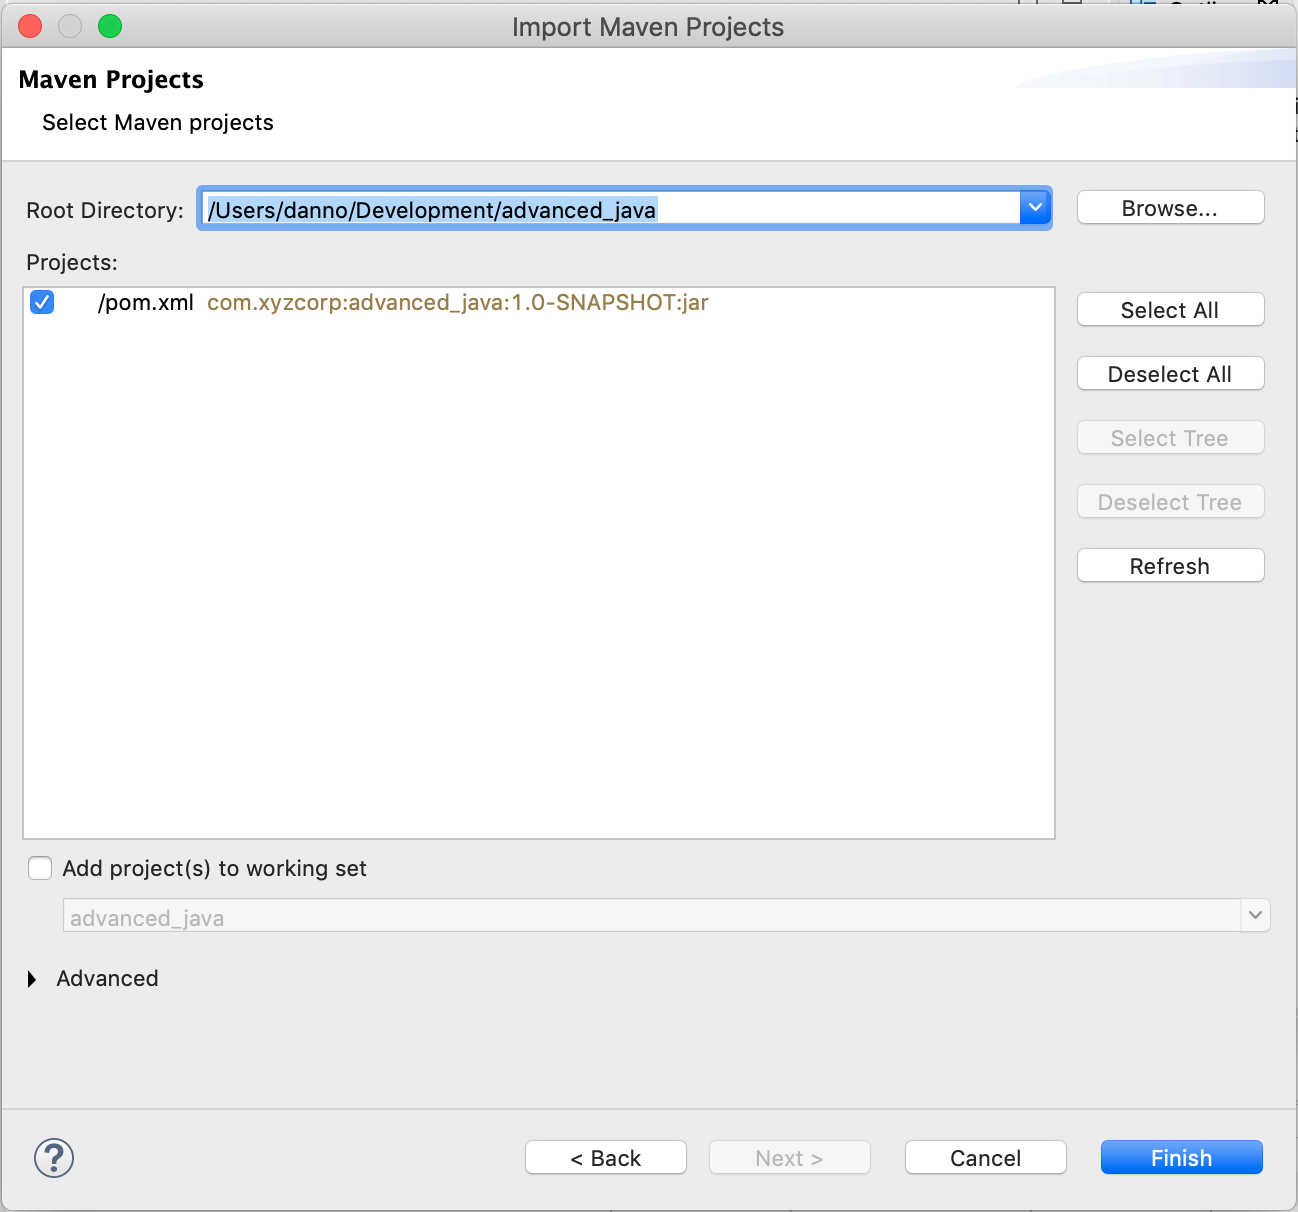 Import Maven Projects
Maven Projects
Select Maven projects
Root Directory: /Users/danno/Development/advanced_java Browse...
Projects:
/pom.xml com.xyzcorp:advanced_java:1.0-SNAPSHOT:jar
Select All
Deselect All
Select Tree
Deselect Tree
Refresh
Add project(s) to working set
advanced_java
Advanced
? < Back Next > Cancel Finish